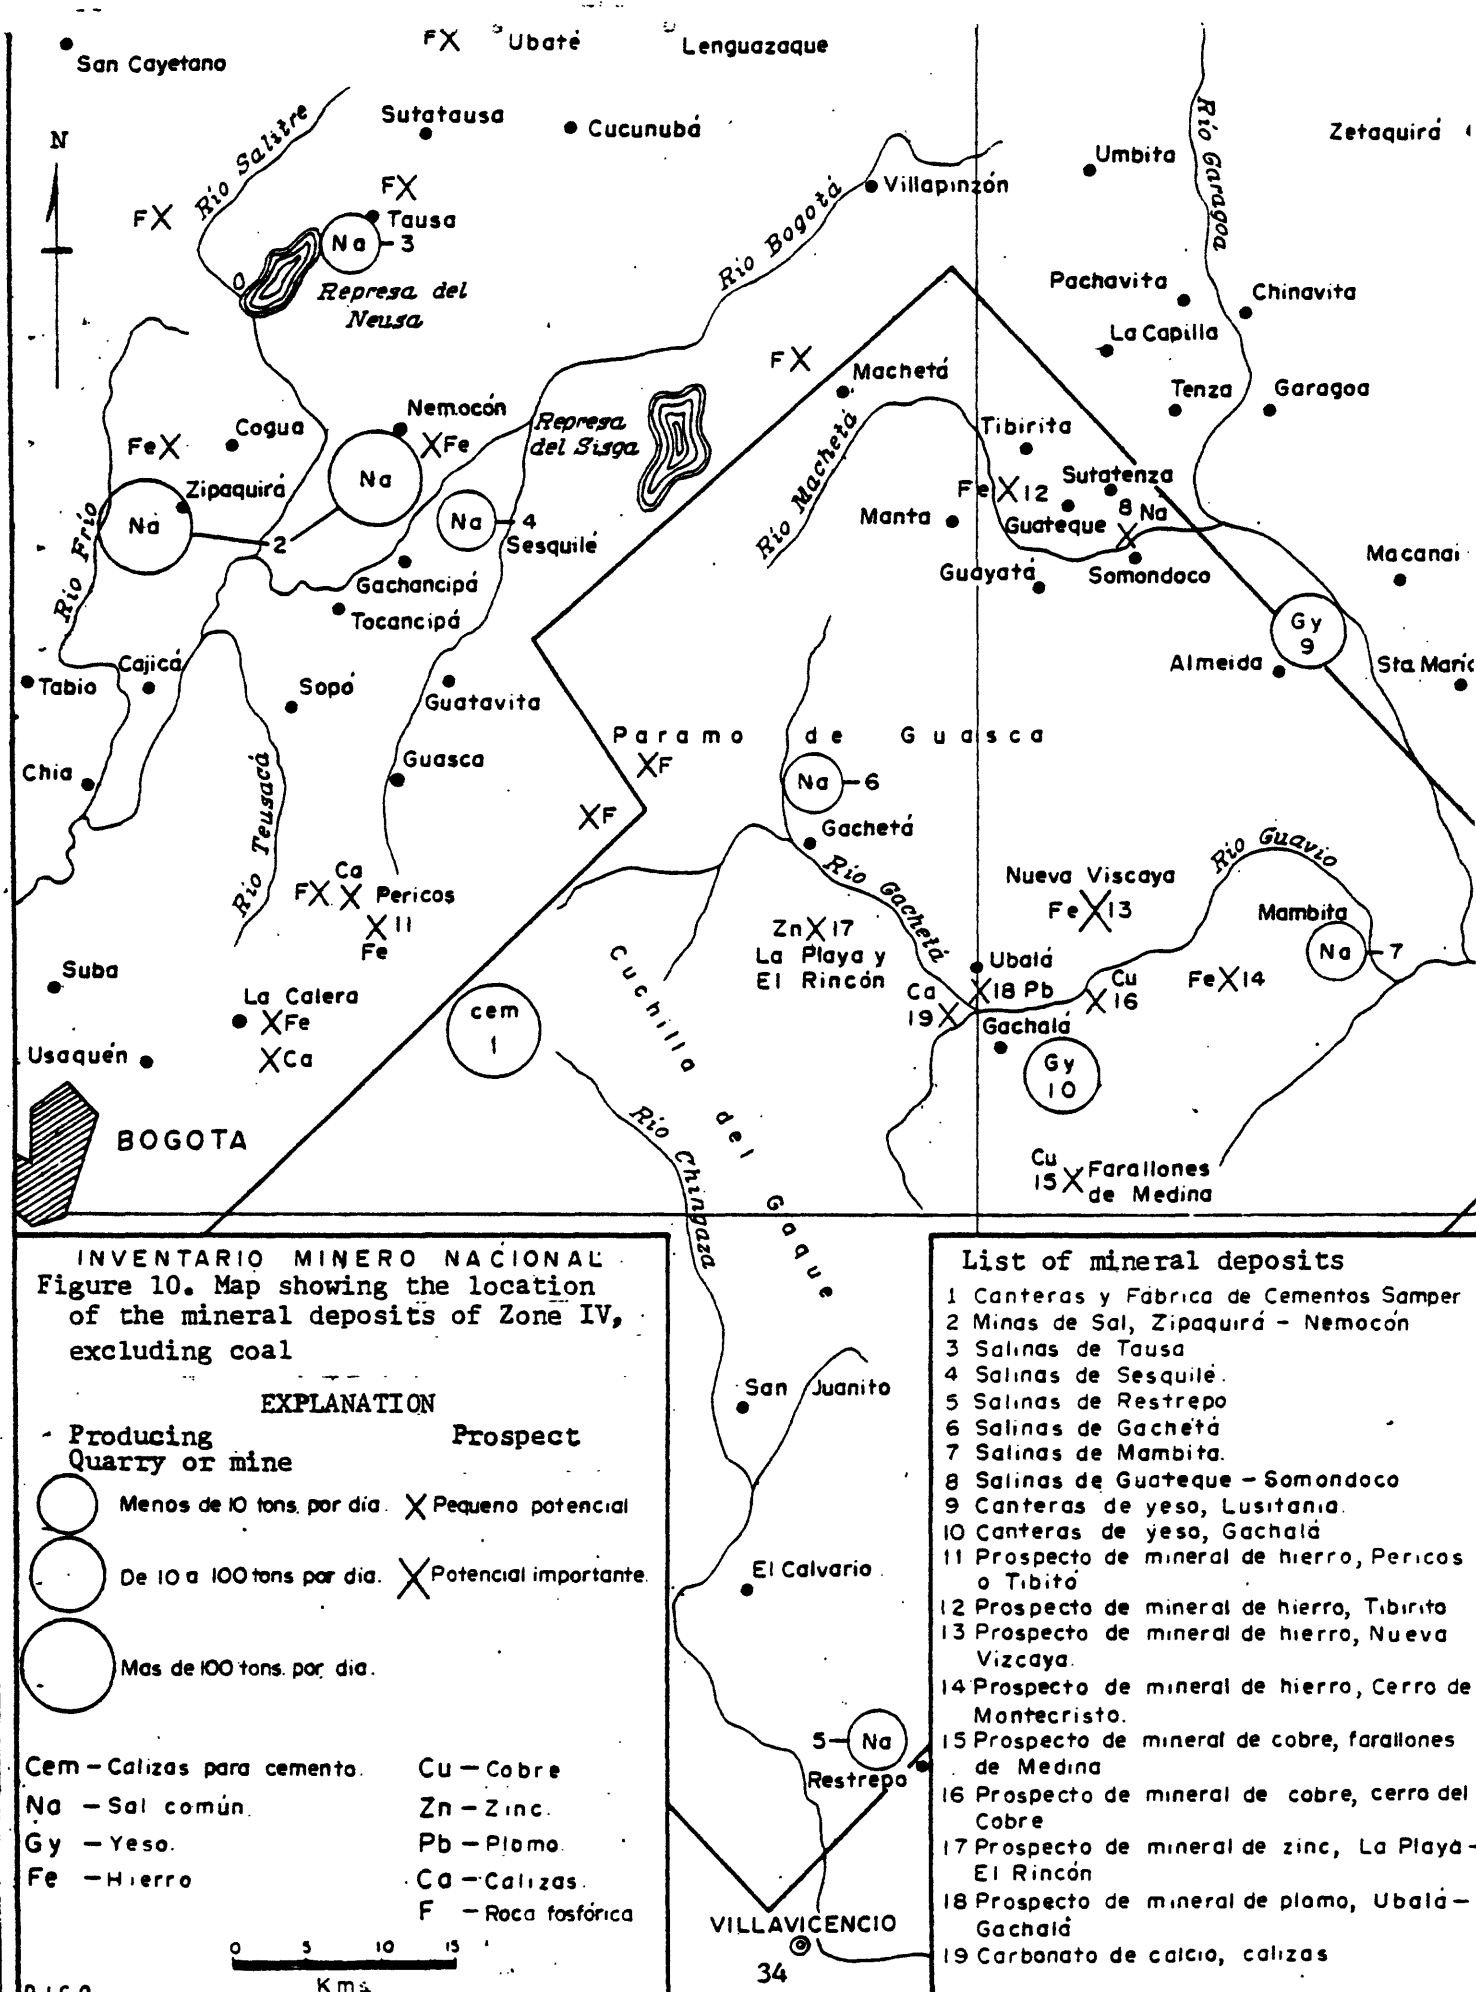 F
Ubaté
Lenguazaque
San Cayetano
N
Río Salitre
Sutatausa
Cucunubá
Río Garagoa
Zetaquirá
Umbita
Villapinzón
F
F
Tausa
Na - 3
Río Bogotá
Represa del
Neusa
Pachavita
Chinavita
La Capilla
F
Machetá
Tenza
Garagoa
Cogua
Nemocón
Fe
Fe
Represa
del Sisga
Río Machetá
Tibirita
Sutatenza
Zipaquirá
Na
Na
2
Na - 4
Sesquilé
Fe 12
Guateque
8 Na
Manta
Río Frío
Gachancipá
Guayatá
Somondoco
Macanai
Tocancipá
Gy
9
Cajicá
Tabio
Sopó
Guatavita
Almeida
Sta. Maria
Paramo de Guasca
F
Chia
Guasca
Na - 6
F
Río Teusacá
Gachetá
Río Guavio
Ca
F
Pericos
11
Fe
Río Gachetá
Nueva Viscaya
Fe 13
Mambita
Zn 17
La Playa y
El Rincón
Na - 7
Suba
Cuchilla del Gaque
Ubalá
18 Pb
Cu
16
Fe 14
La Calera
Fe
Ca
cem
1
Ca
19
Gachalá
Usaquén
Gy
10
BOGOTA
Río Chingaza
Cu
15
Farallones
de Medina
INVENTARIO MINERO NACIONAL
Figure 10. Map showing the location
of the mineral deposits of Zone IV,
excluding coal
EXPLANATION
Producing
Quarry or mine
Prospect
Menos de 10 tons. por día.
Pequeno potencial
De 10 a 100 tons por dia.
Potencial importante.
Mas de 100 tons. por dia.
Cem - Calizas para cemento.
Na - Sal común.
Gy - Yeso.
Fe - Hierro
Cu - Cobre
Zn - Zinc.
Pb - Plomo.
Ca - Calizas.
F - Roca fosfórica
0 5 10 15
Kms.
San Juanito
El Calvario
5 - Na
Restrepo
VILLAVICENCIO
34
List of mineral deposits
1 Canteras y Fábrica de Cementos Samper
2 Minas de Sal, Zipaquirá - Nemocón
3 Salinas de Tausa
4 Salinas de Sesquilé.
5 Salinas de Restrepo
6 Salinas de Gachetá
7 Salinas de Mambita.
8 Salinas de Guateque - Somondoco
9 Canteras de yeso, Lusitania.
10 Canteras de yeso, Gachalá
11 Prospecto de mineral de hierro, Pericos
o Tibitó
12 Prospecto de mineral de hierro, Tibirito
13 Prospecto de mineral de hierro, Nueva
Vizcaya.
14 Prospecto de mineral de hierro, Cerro de
Montecristo.
15 Prospecto de mineral de cobre, farallones
de Medina
16 Prospecto de mineral de cobre, cerro del
Cobre
17 Prospecto de mineral de zinc, La Playa -
El Rincón
18 Prospecto de mineral de plomo, Ubalá -
Gachalá
19 Carbonato de calcio, calizas